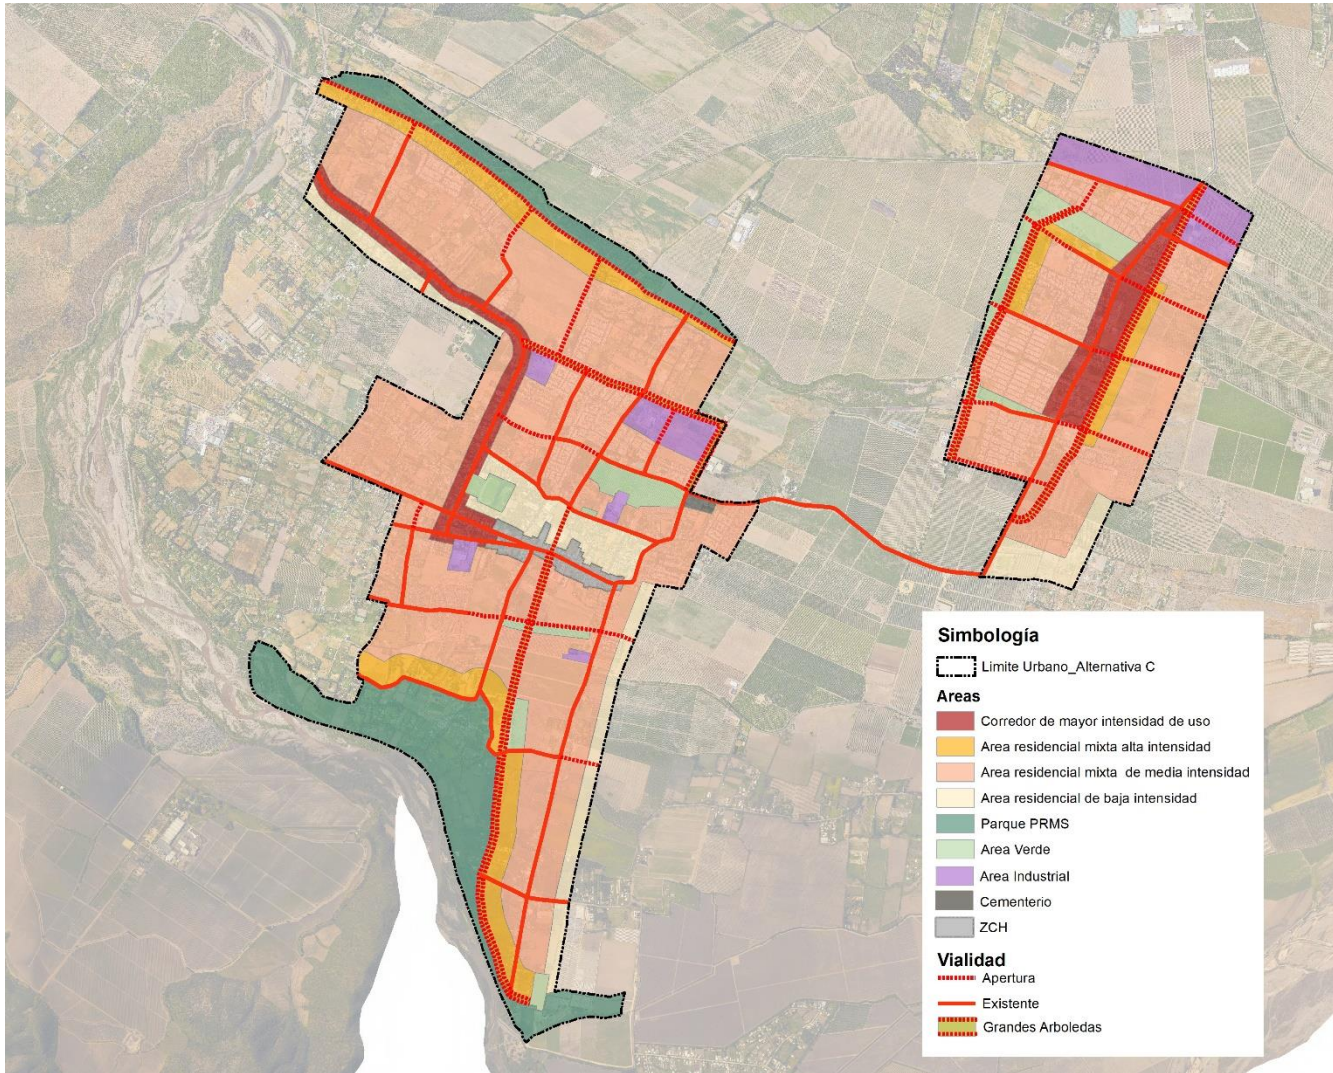 Simbología
Limite Urbano_Alternativa C
Areas
Corredor de mayor intensidad de uso
Area residencial mixta alta intensidad
Area residencial mixta de media intensidad
Area residencial de baja intensidad
Parque PRMS
Area Verde
Area Industrial
Cementerio
ZCH
Vialidad
Apertura
Existente
Grandes Arboledas